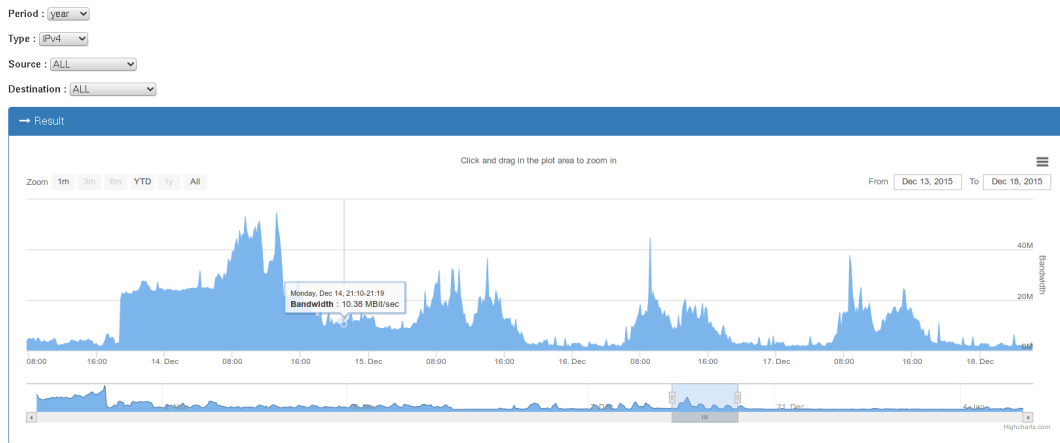 Period : year
Type : IPv4
Source : ALL
Destination : ALL
Result
Click and drag in the plot area to zoom in
Zoom 1m 3m 6m YTD 1y All From Dec 13, 2015 To Dec 18, 2015
40M
20M
0M
Bandwidth
Monday, Dec 14, 21:10-21:19
Bandwidth : 10.38 MBit/sec
08:00 16:00 14. Dec 08:00 16:00 15. Dec 08:00 16:00 16. Dec 08:00 16:00 17. Dec 08:00 16:00 18. Dec
21. Dec 4. Jan
Highcharts.com